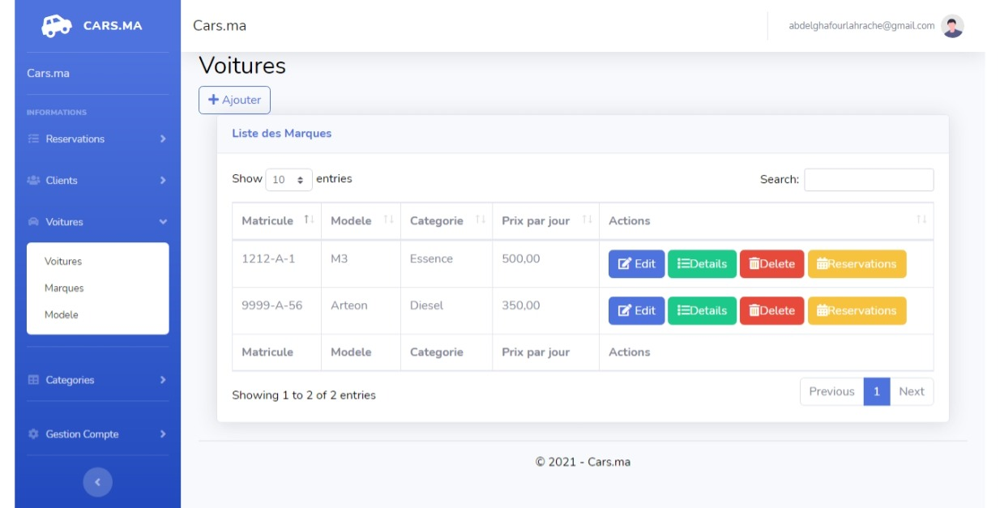 CARS.MA
Cars.ma
abdelghafourlahrache@gmail.com
Cars.ma
INFORMATIONS
Reservations
Clients
Voitures
Voitures
Marques
Modele
Categories
Gestion Compte
Voitures
Ajouter
Liste des Marques
Show 10 entries
Search:
Matricule Modele Categorie Prix par jour Actions
1212-A-1 M3 Essence 500,00 Edit Details Delete Reservations
9999-A-56 Arteon Diesel 350,00 Edit Details Delete Reservations
Matricule Modele Categorie Prix par jour Actions
Showing 1 to 2 of 2 entries
Previous 1 Next
© 2021 - Cars.ma